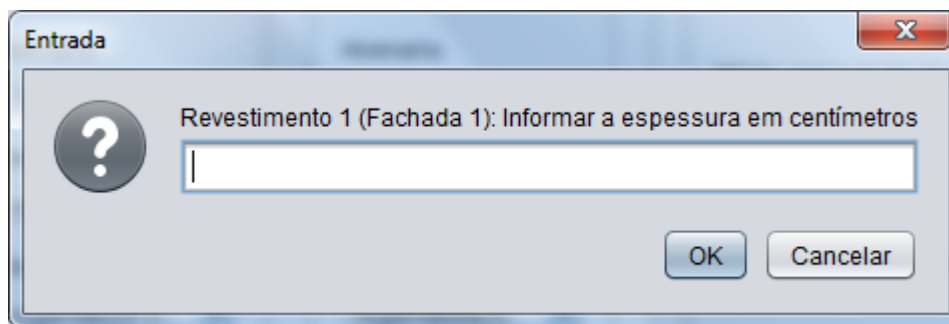 Entrada
Revestimento 1 (Fachada 1): Informar a espessura em centímetros
OK
Cancelar